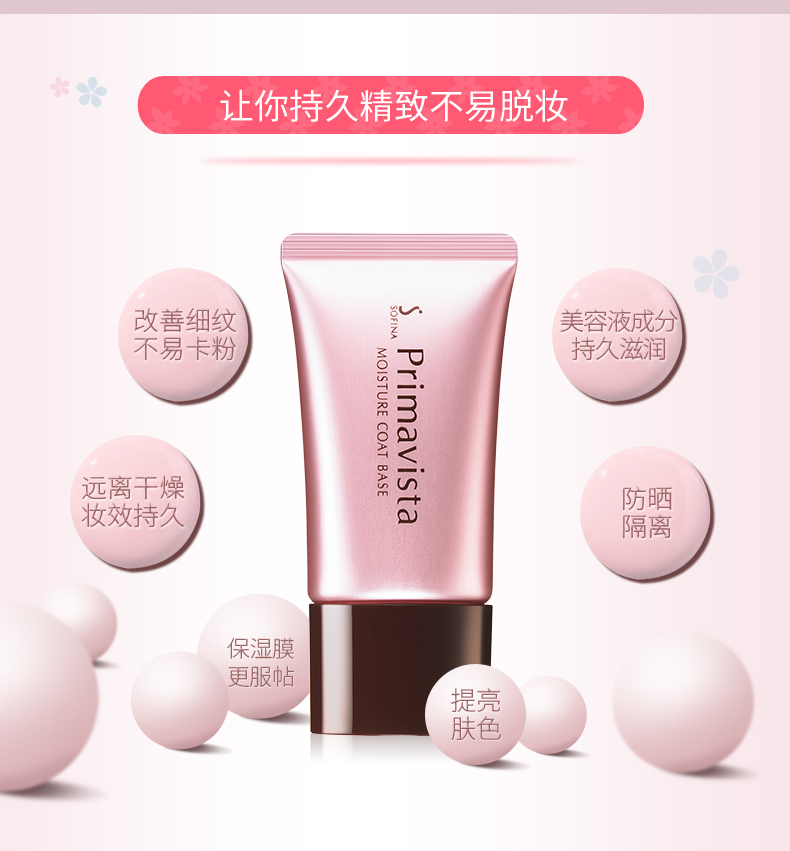 让你持久精致不易脱妆
改善细纹
不易卡粉
美容液成分
持久滋润
SOFINA
Primavista
MOISTURE COAT BASE
远离干燥
妆效持久
防晒
隔离
保湿膜
更服帖
提亮
肤色